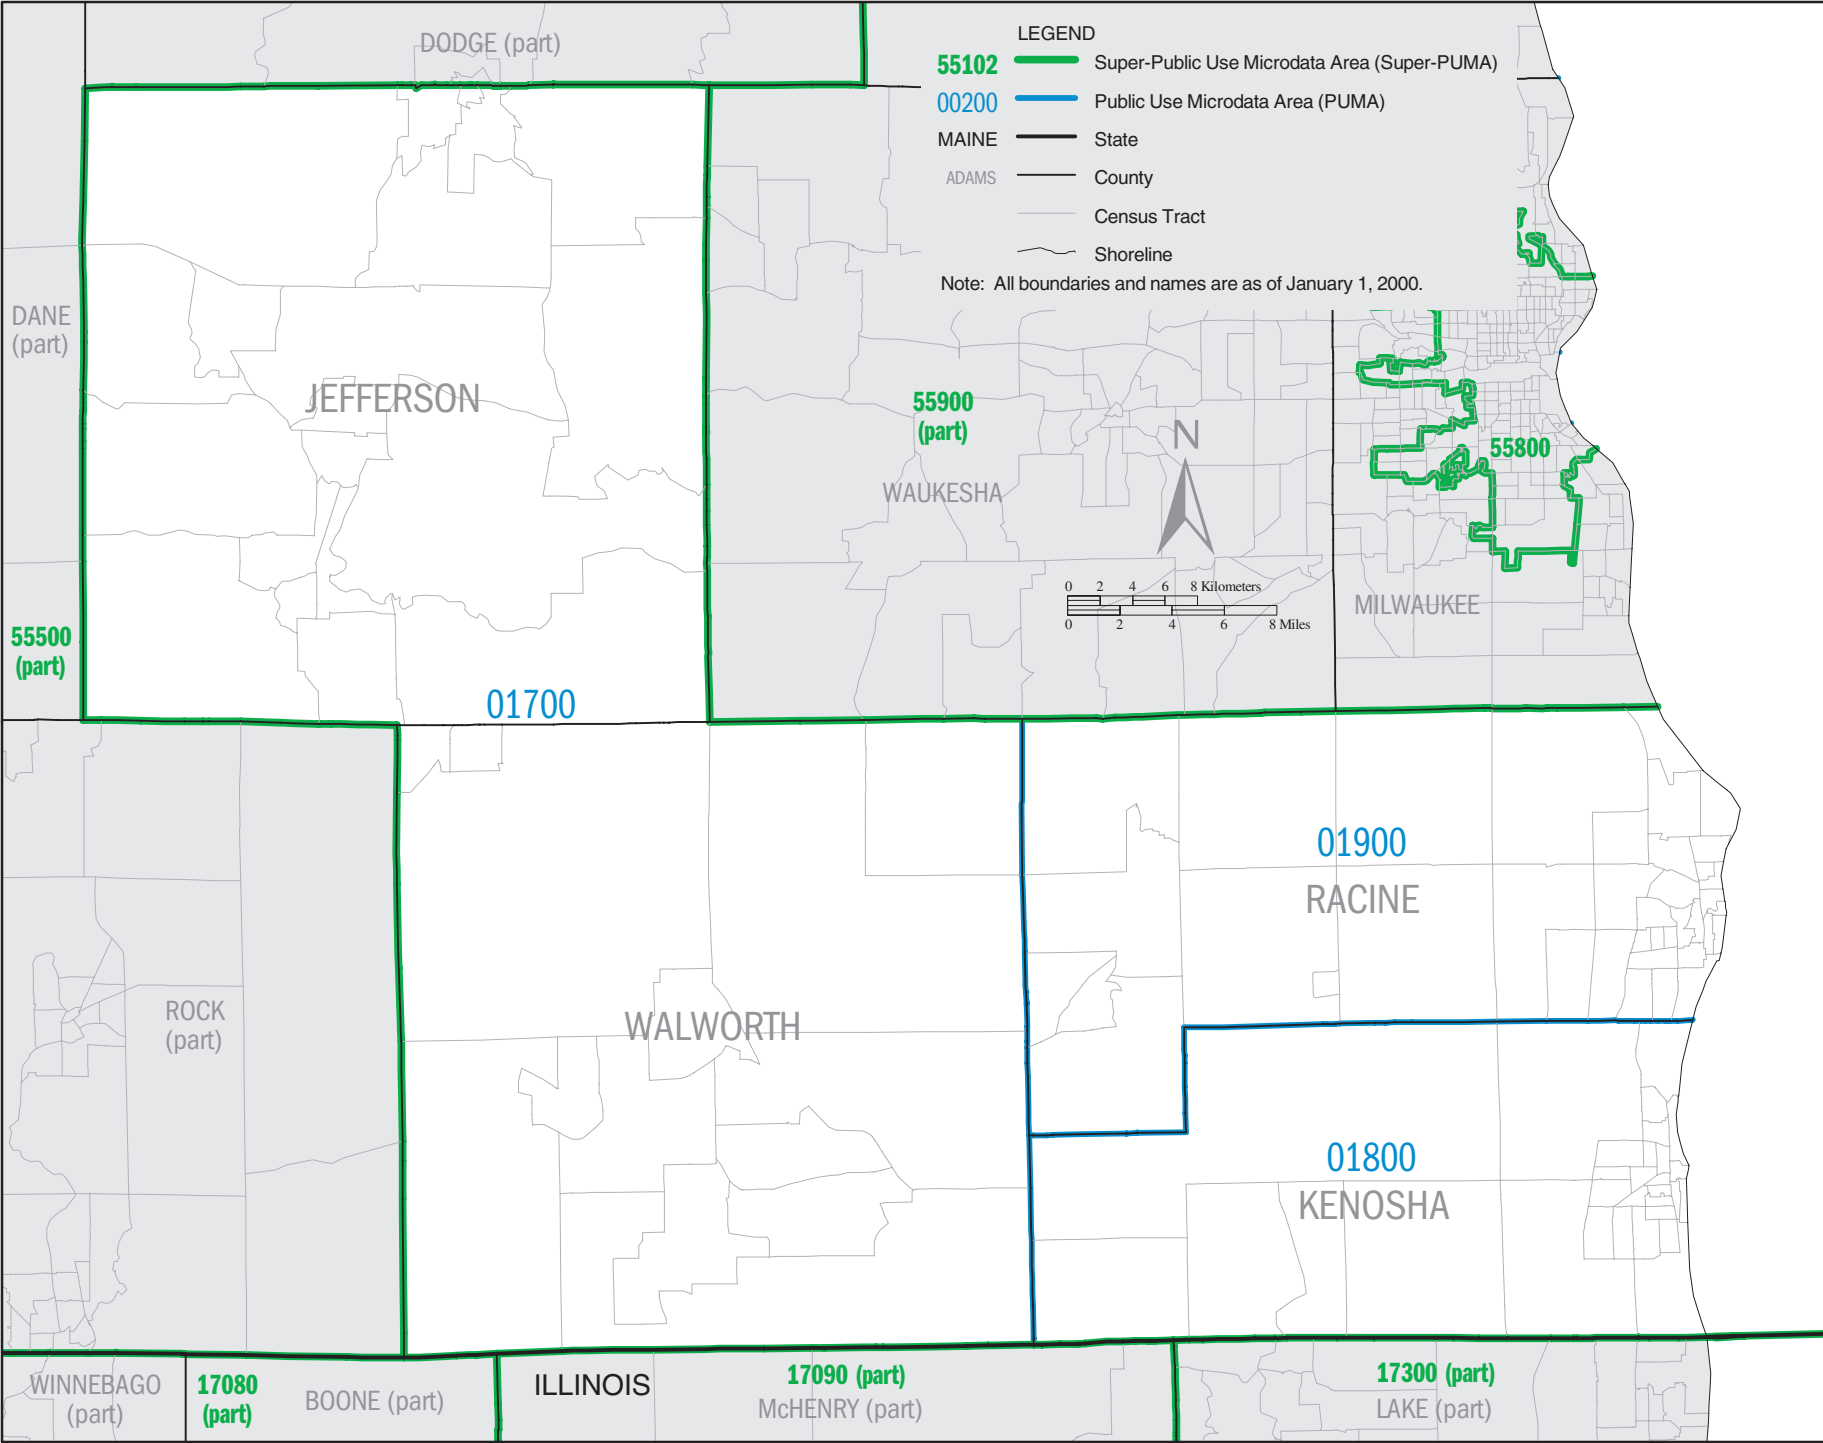 DODGE (part)
LEGEND
55102 Super-Public Use Microdata Area (Super-PUMA)
00200 Public Use Microdata Area (PUMA)
MAINE State
ADAMS County
Census Tract
Shoreline
Note: All boundaries and names are as of January 1, 2000.
DANE
(part)
JEFFERSON
55900
(part)
WAUKESHA
N
55800
0 2 4 6 8 Kilometers
0 2 4 6 8 Miles
MILWAUKEE
55500
(part)
01700
01900
RACINE
ROCK
(part)
WALWORTH
01800
KENOSHA
WINNEBAGO
(part)
17080
(part)
BOONE (part)
ILLINOIS
17090 (part)
McHENRY (part)
17300 (part)
LAKE (part)